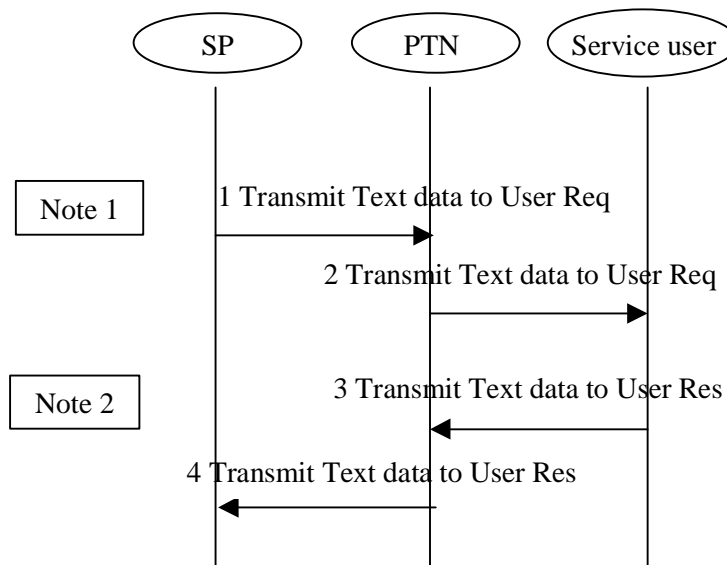 SP
PTN
Service user
Note 1
1 Transmit Text data to User Req
2 Transmit Text data to User Req
Note 2
3 Transmit Text data to User Res
4 Transmit Text data to User Res